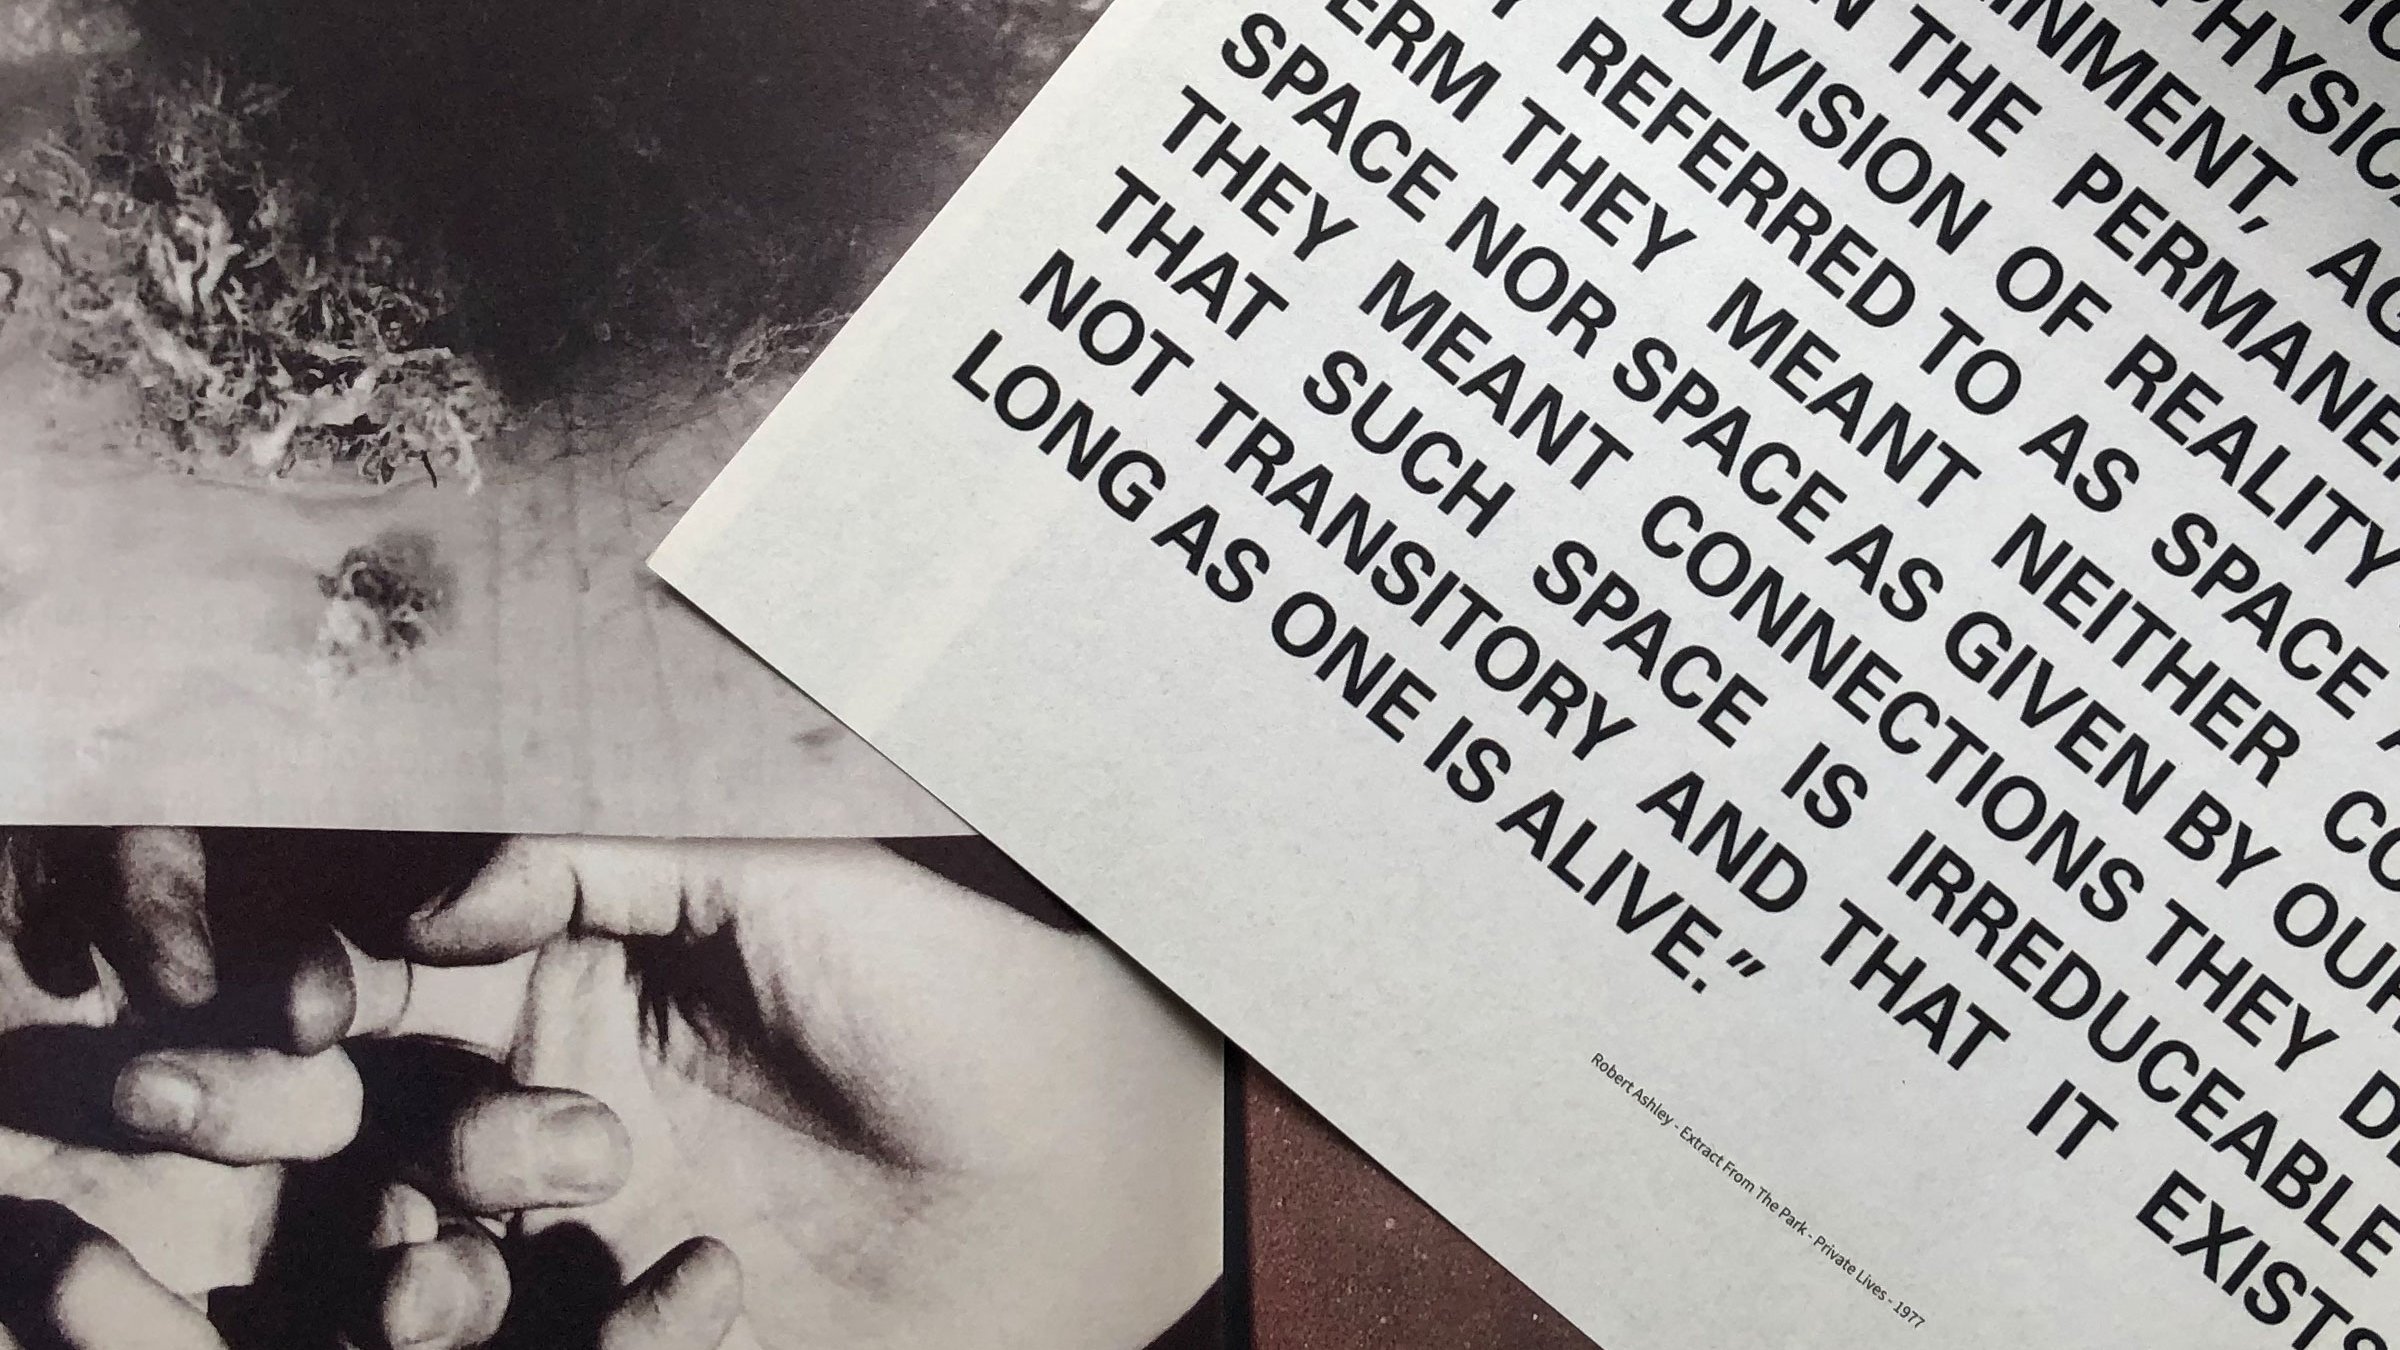 PHYSICA
INMENT, AG
THE PERMANE
DIVISION OF REALITY
REFERRED TO AS SPACE
ERM THEY MEANT NEITHER CO
SPACE NOR SPACE AS GIVEN BY OUR
THEY MEANT CONNECTIONS THEY
THAT SUCH SPACE IS IRREDUCEABLE
NOT TRANSITORY AND THAT IT EXISTS
LONG AS ONE IS ALIVE.”
Robert Ashley - Extract From The Park - Private Lives - 1977